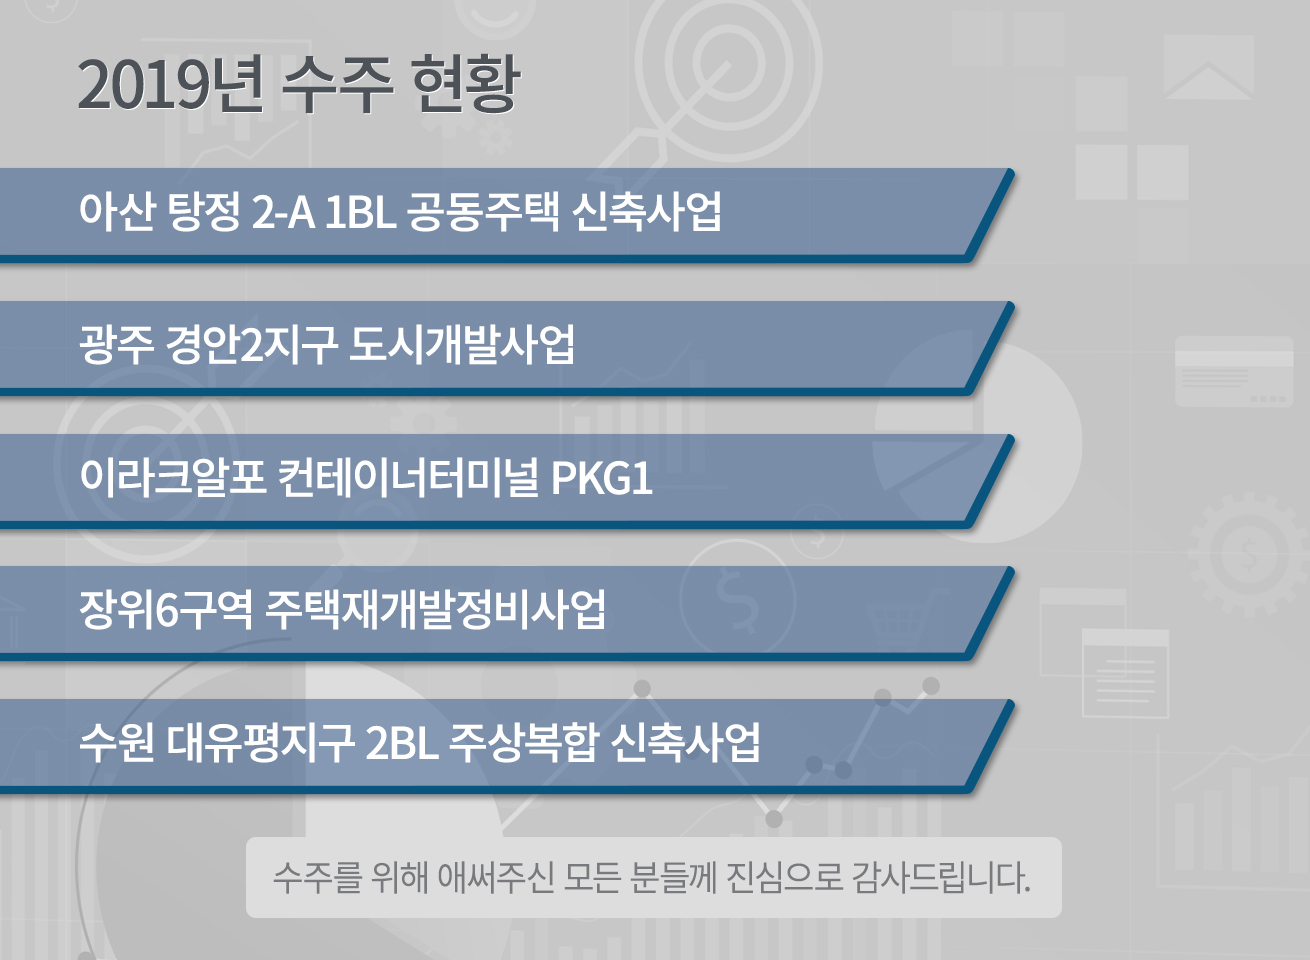 2019년 수주 현황
아산 탕정 2-A 1BL 공동주택 신축사업
광주 경안2지구 도시개발사업
이라크알포 컨테이너터미널 PKG1
장위6구역 주택재개발정비사업
수원 대유평지구 2BL 주상복합 신축사업
수주를 위해 애써주신 모든 분들께 진심으로 감사드립니다.